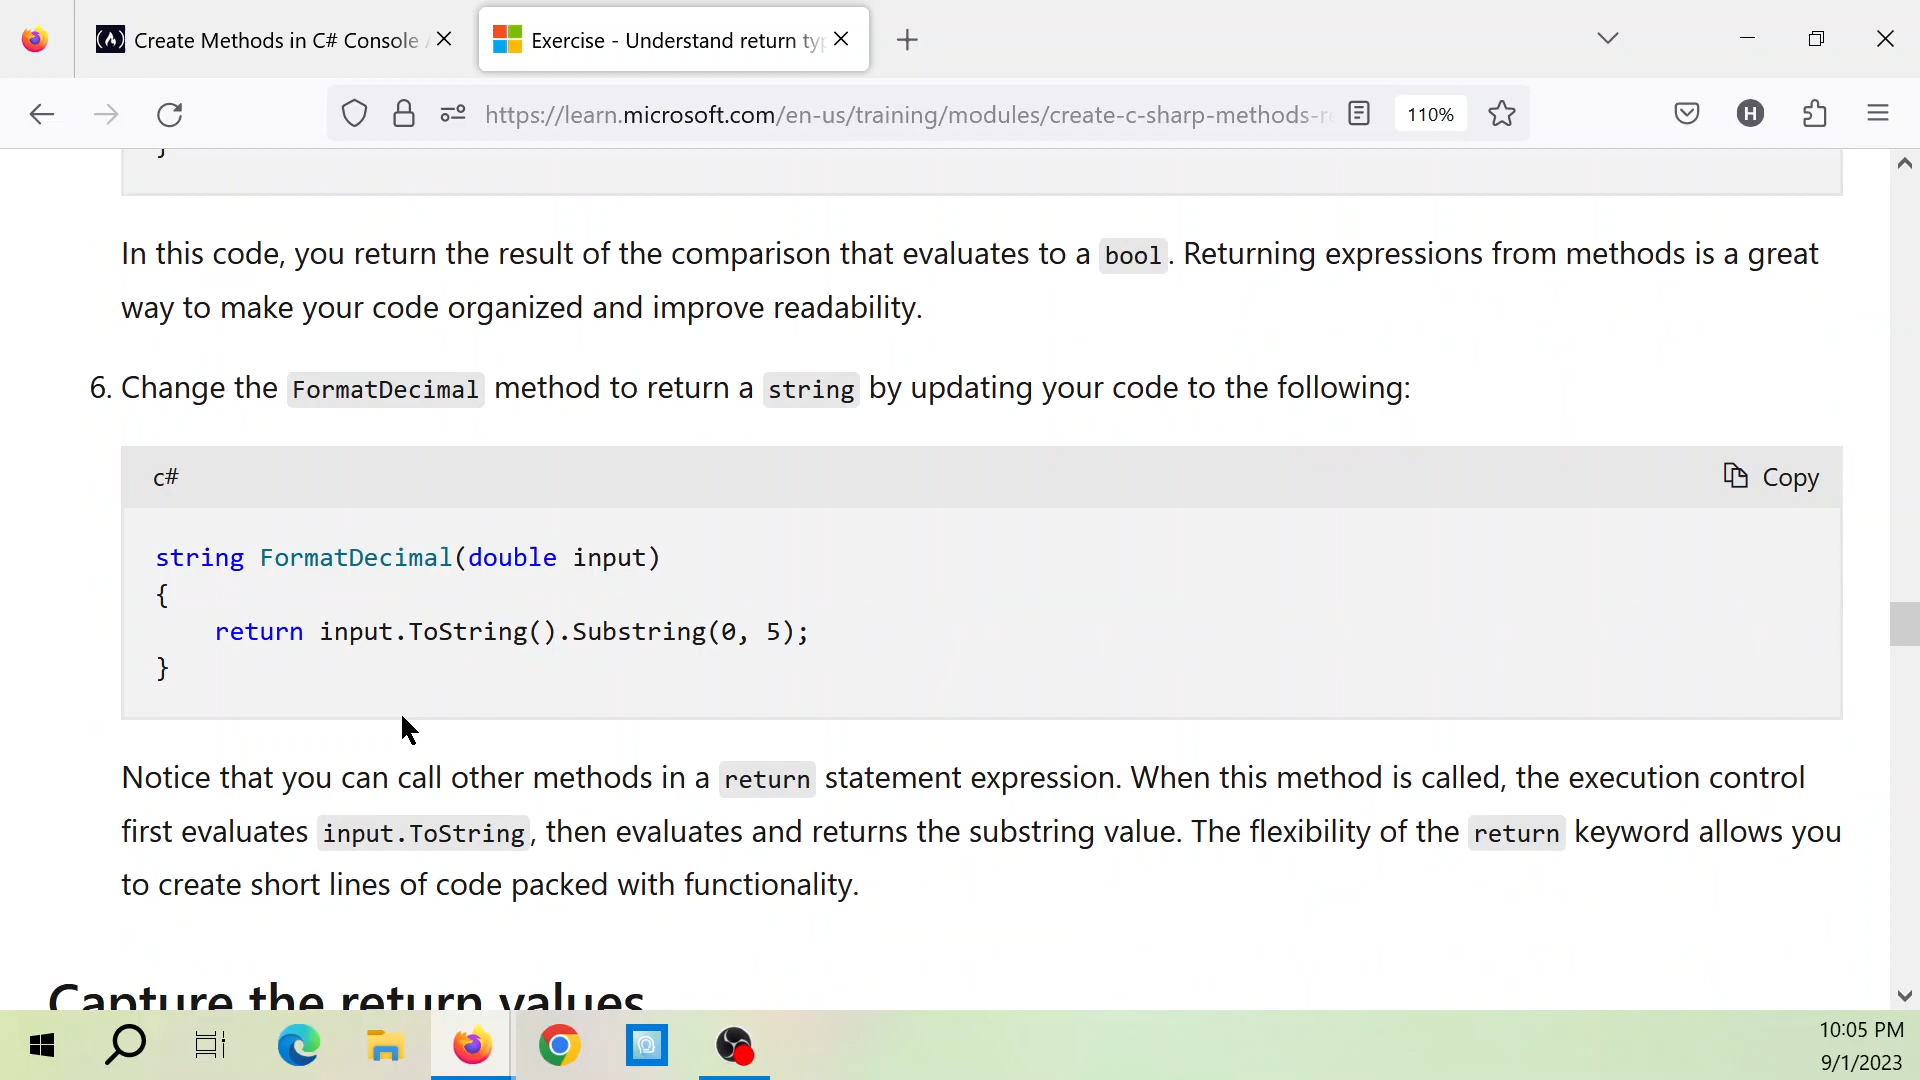 Create Methods in C# Console
Exercise - Understand return typ
https://learn.microsoft.com/en-us/training/modules/create-c-sharp-methods-re
110%
H
}
In this code, you return the result of the comparison that evaluates to a bool. Returning expressions from methods is a great
way to make your code organized and improve readability.
6. Change the FormatDecimal method to return a string by updating your code to the following:
c#
Copy
string FormatDecimal(double input)
{
return input.ToString().Substring(0, 5);
}
Notice that you can call other methods in a return statement expression. When this method is called, the execution control
first evaluates input.ToString, then evaluates and returns the substring value. The flexibility of the return keyword allows you
to create short lines of code packed with functionality.
Capture the return values
10:05 PM
9/1/2023